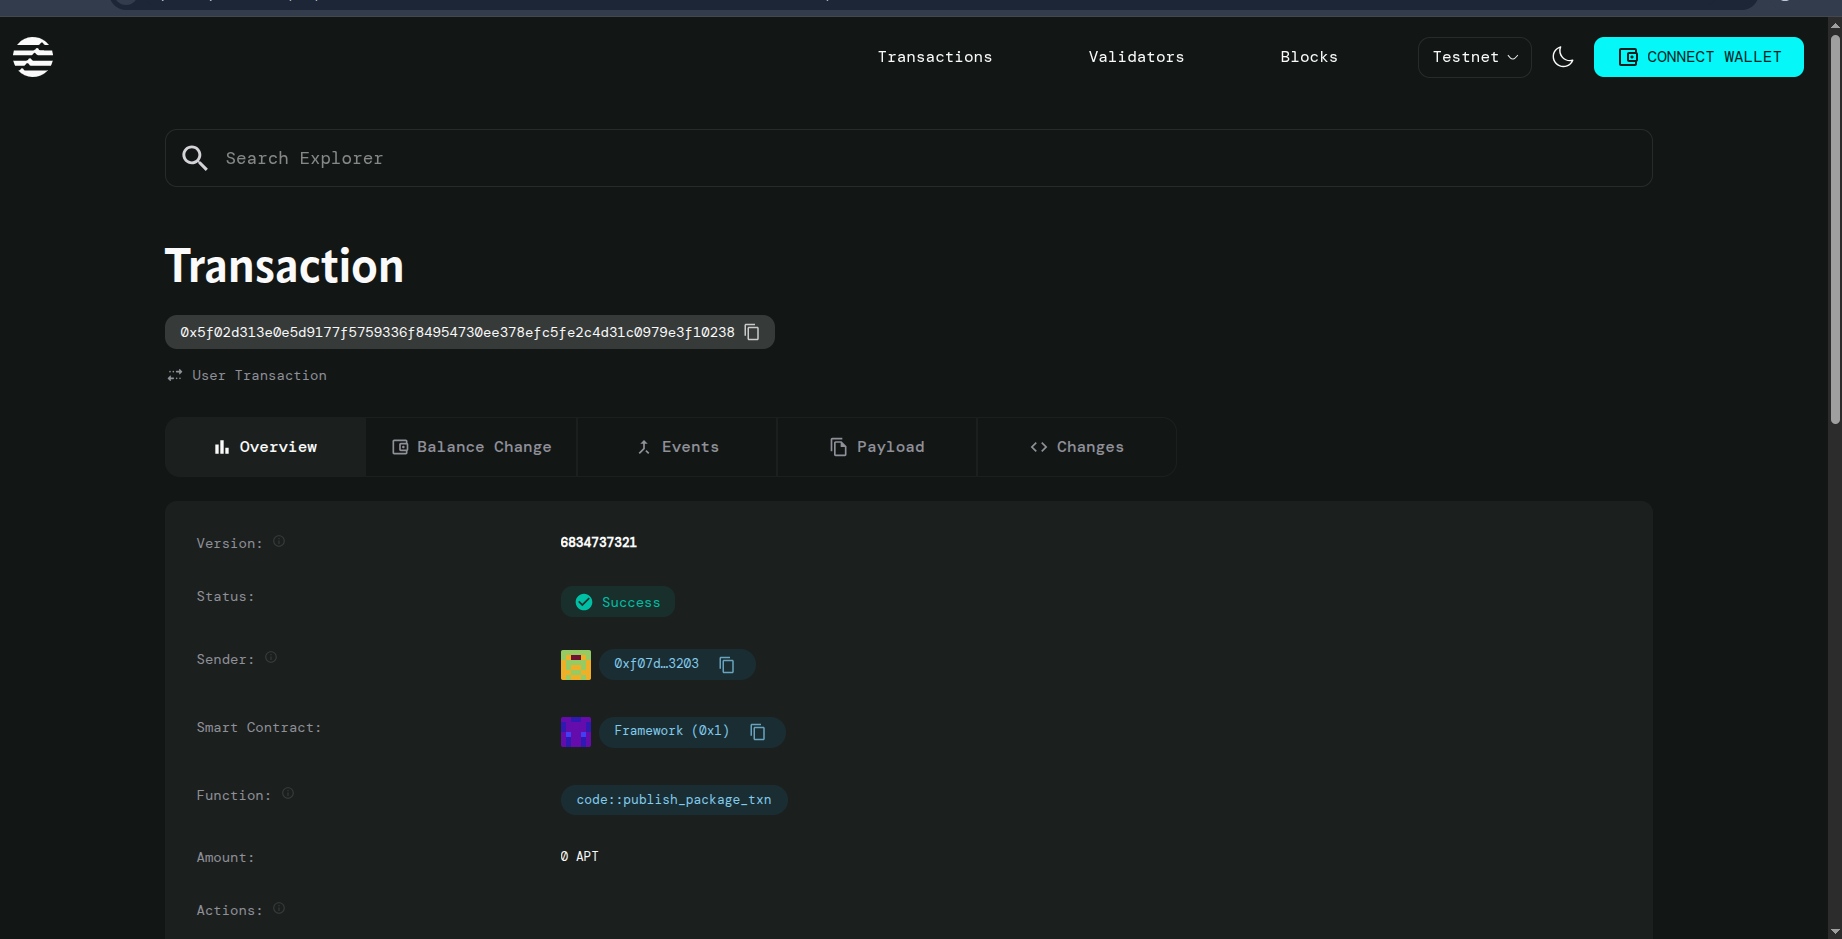 Transactions Validators Blocks Testnet CONNECT WALLET
Search Explorer
Transaction
0x5f02d313e0e5d9177f5759336f84954730ee378efc5fe2c4d31c0979e3f10238
User Transaction
Overview Balance Change Events Payload Changes
Version: 6834737321
Status: Success
Sender: 0xf07d…3203
Smart Contract: Framework (0x1)
Function: code::publish_package_txn
Amount: 0 APT
Actions: